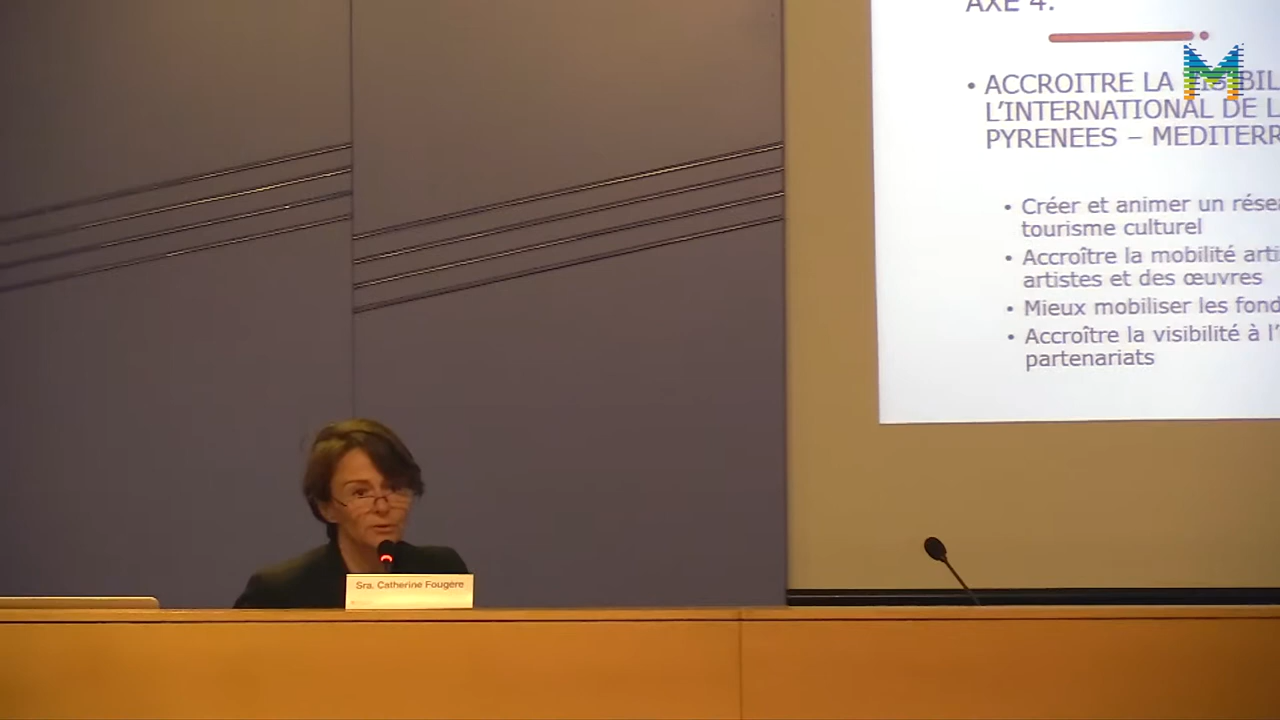 AXE 4:
• ACCROITRE LA VISIBIL
L'INTERNATIONAL DE L
PYRENEES – MEDITERR
• Créer et animer un rése
tourisme culturel
• Accroître la mobilité arti
artistes et des œuvres
• Mieux mobiliser les fond
• Accroître la visibilité à l'
partenariats
Sra. Catherine Fougère